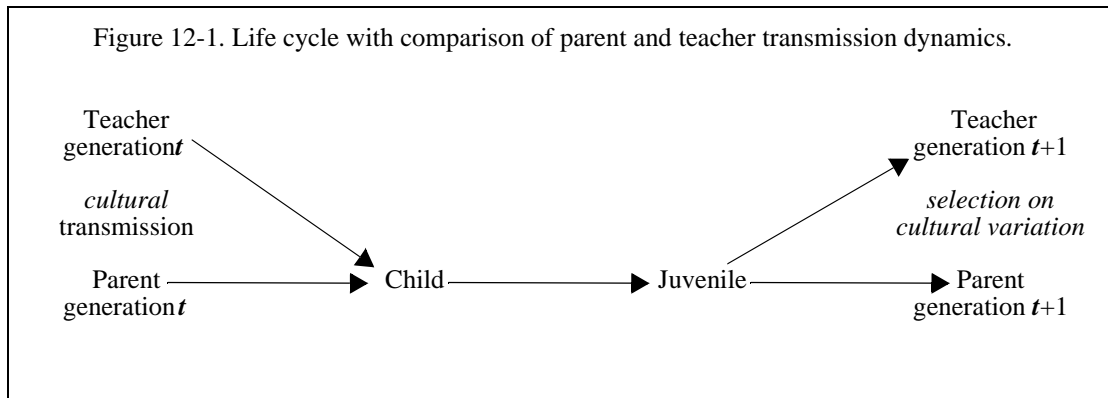 Figure 12-1. Life cycle with comparison of parent and teacher transmission dynamics.
Teacher
generation t
cultural
transmission
Parent
generation t
Child
Juvenile
Teacher
generation t+1
selection on
cultural variation
Parent
generation t+1